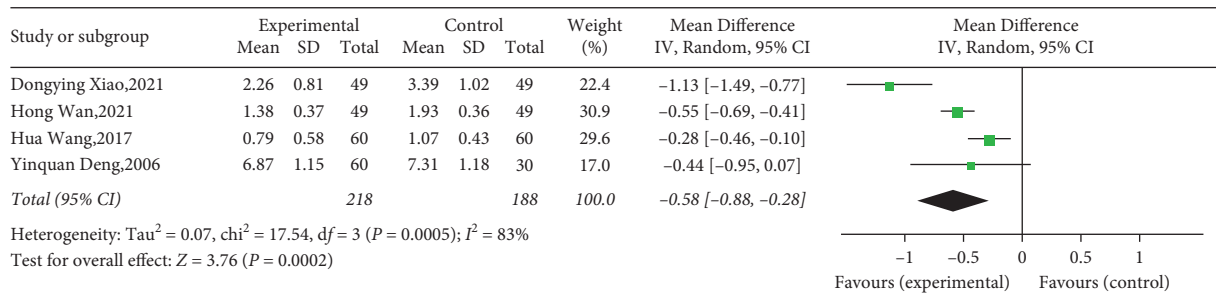 Study or subgroup Experimental Control Weight Mean Difference Mean Difference
Mean SD Total Mean SD Total (%) IV, Random, 95% CI IV, Random, 95% CI
Dongying Xiao,2021 2.26 0.81 49 3.39 1.02 49 22.4 −1.13 [−1.49, −0.77]
Hong Wan,2021 1.38 0.37 49 1.93 0.36 49 30.9 −0.55 [−0.69, −0.41]
Hua Wang,2017 0.79 0.58 60 1.07 0.43 60 29.6 −0.28 [−0.46, −0.10]
Yinquan Deng,2006 6.87 1.15 60 7.31 1.18 30 17.0 −0.44 [−0.95, 0.07]
Total (95% CI) 218 188 100.0 −0.58 [−0.88, −0.28]
Heterogeneity: Tau² = 0.07, chi² = 17.54, df = 3 (P = 0.0005); I² = 83%
Test for overall effect: Z = 3.76 (P = 0.0002)
−1 −0.5 0 0.5 1
Favours (experimental) Favours (control)